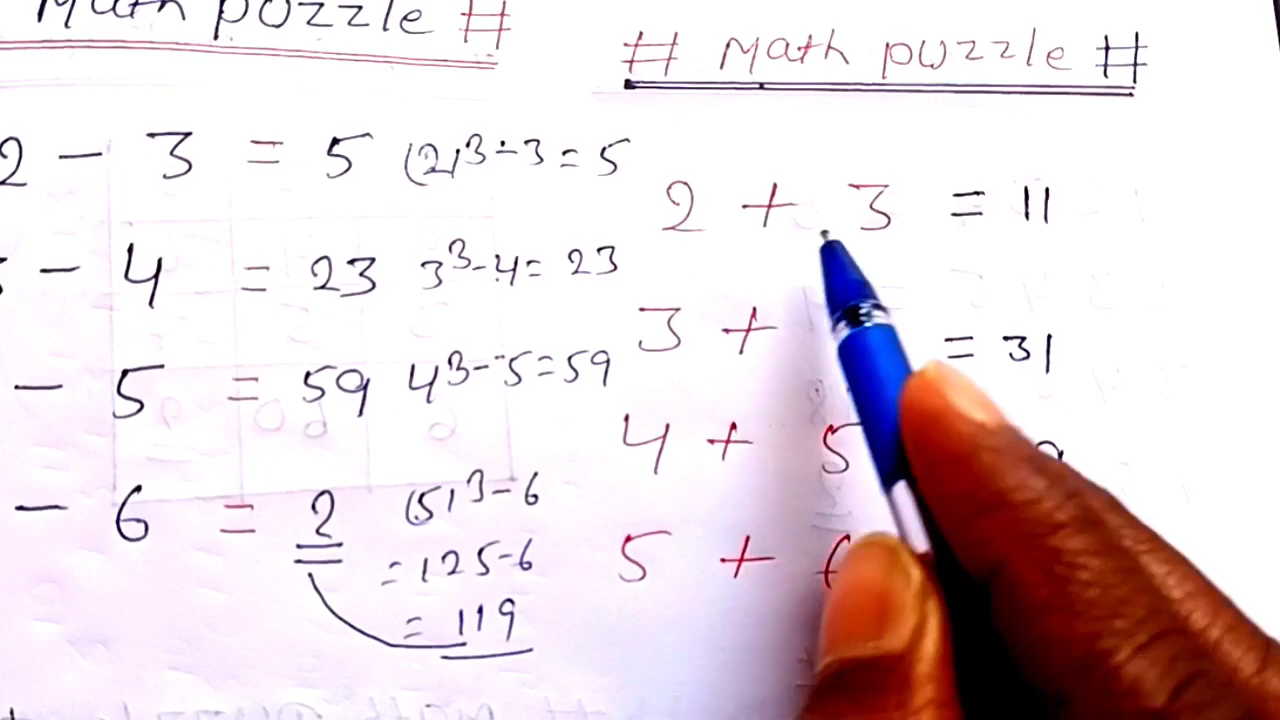 Math puzzle #
2 - 3 = 5 (2)3-3=5
- 4 = 23 33-4= 23
- 5 = 59 43-5=59
- 6 = 2 (5)3-6
=125-6
= 119
# Math puzzle #
2 + 3 = 11
3 + = 31
4 + 5
5 + 6